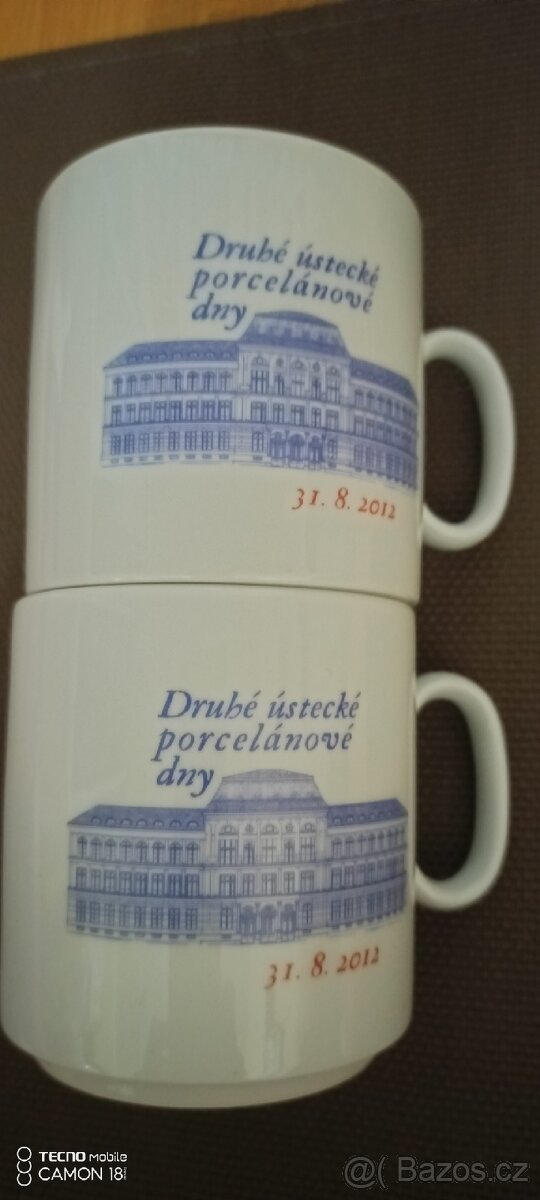 Druhé ústecké
porcelánové
dny
31. 8. 2012
Druhé ústecké
porcelánové
dny
31. 8. 2012
TECNO mobile
CAMON 18i
@( Bazos.cz